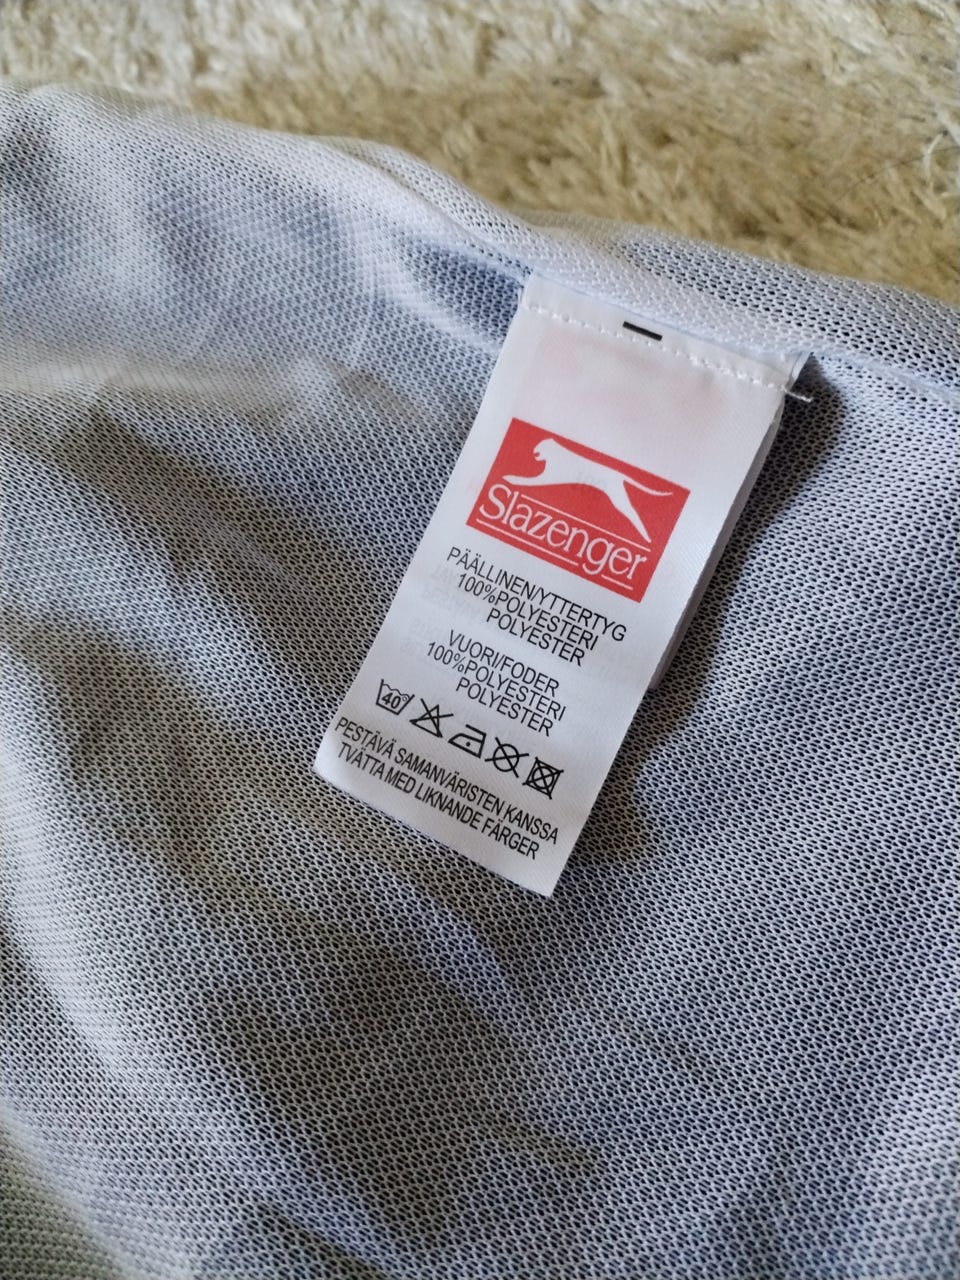 Slazenger
PÄÄLLINEN/YTTERTYG
100%POLYESTERI
POLYESTER
VUORI/FODER
100%POLYESTERI
POLYESTER
40
PESTÄVÄ SAMANVÄRISTEN KANSSA
TVÄTTA MED LIKNANDE FÄRGER